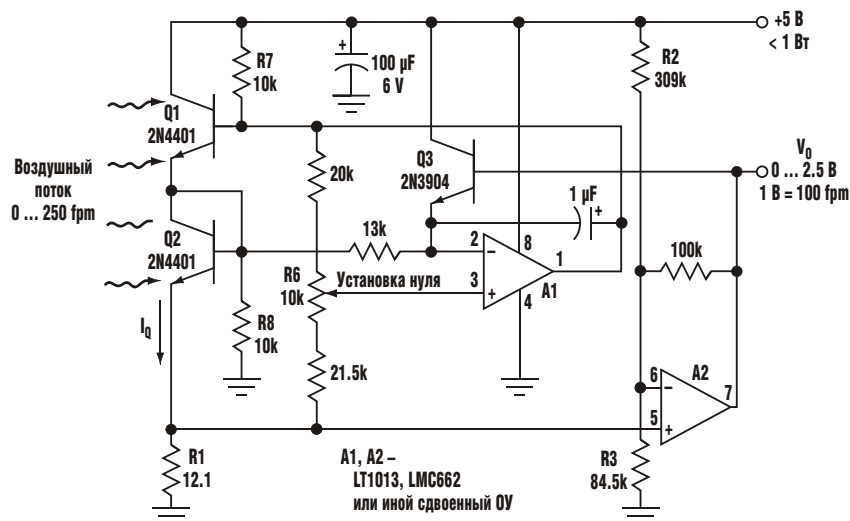 +5 В
< 1 Вт
R7
10k
+
100 µF
6 V
R2
309k
Q1
2N4401
Воздушный
поток
0 ... 250 fpm
20k
Q3
2N3904
V₀
0 ... 2.5 В
1 В = 100 fpm
1 µF
+
Q2
2N4401
13k
2
−
8
1
100k
R6
10k
Установка нуля
3
+
4
A1
I_Q
R8
10k
21.5k
6
−
A2
7
5
+
R1
12.1
A1, A2 –
LT1013, LMC662
или иной сдвоенный ОУ
R3
84.5k